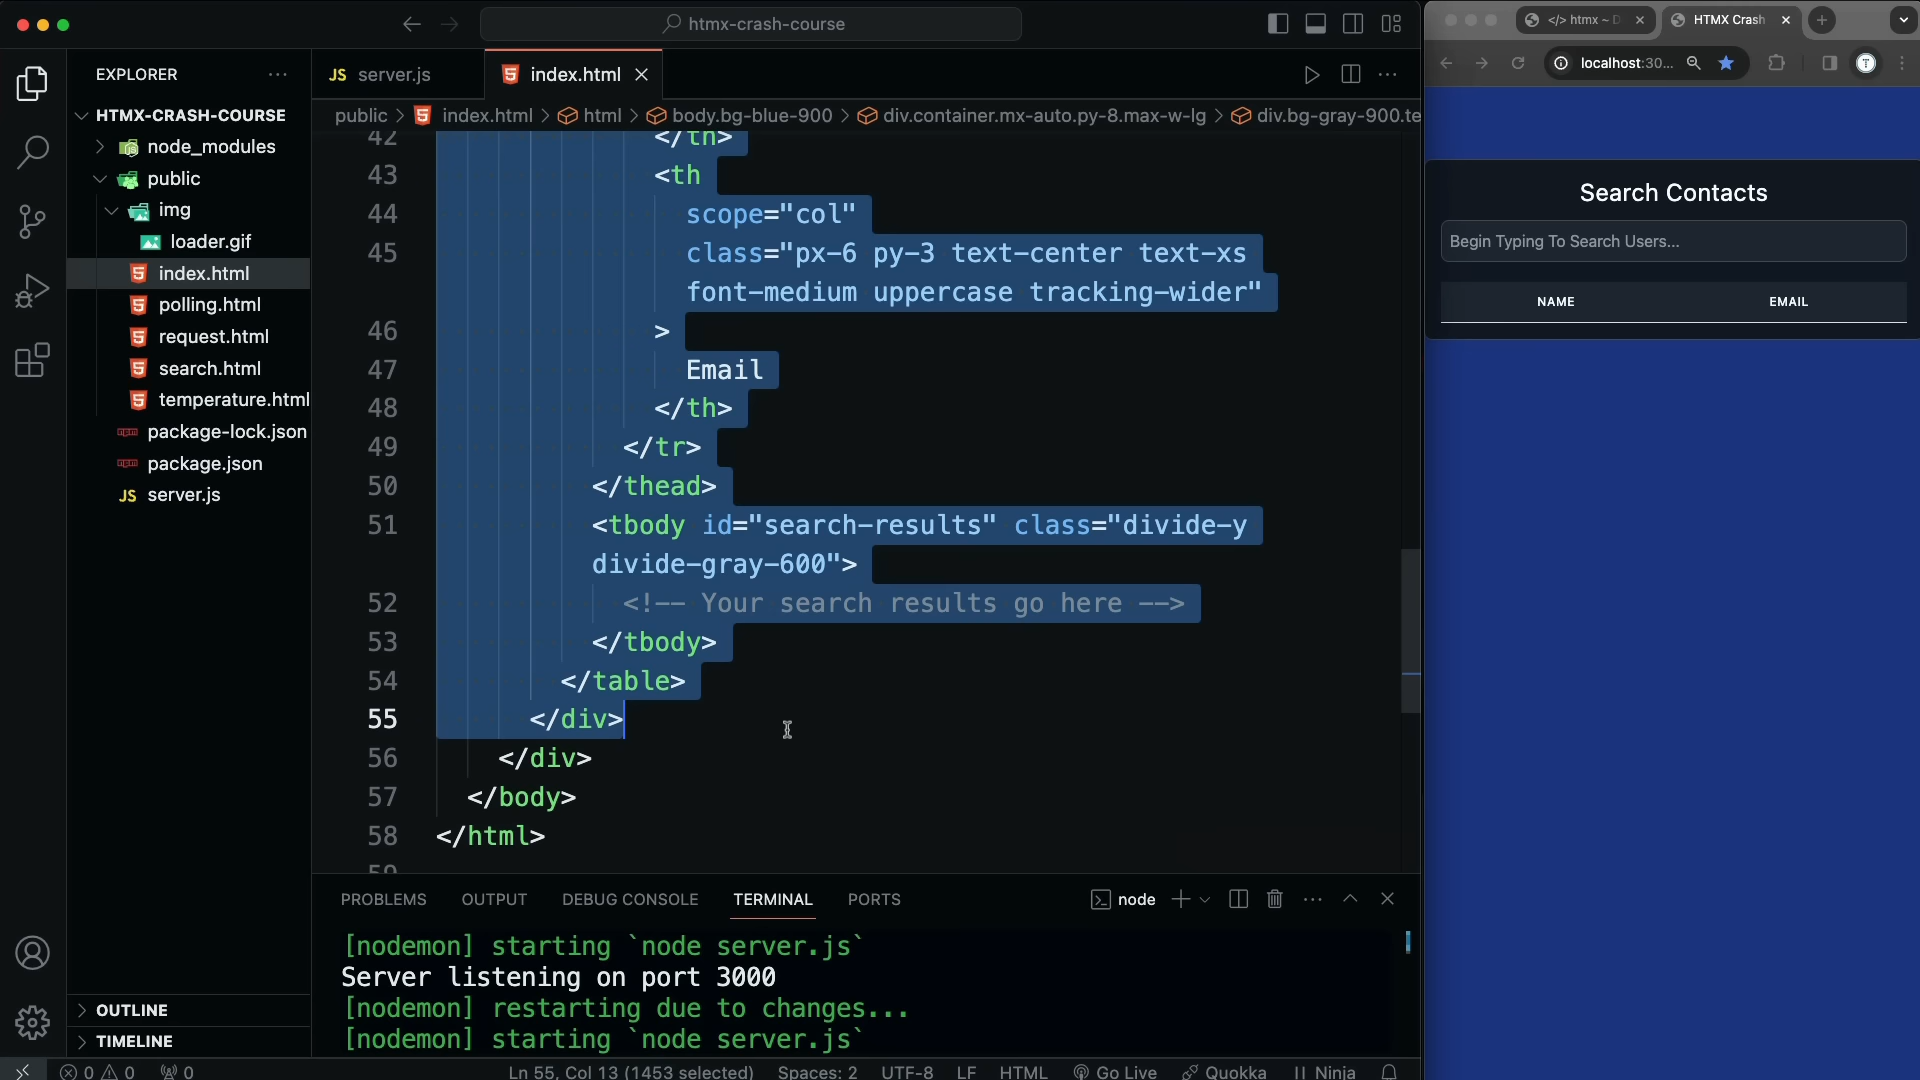 htmx-crash-course
EXPLORER
HTMX-CRASH-COURSE
node_modules
public
img
loader.gif
index.html
polling.html
request.html
search.html
temperature.html
package-lock.json
package.json
JS server.js
OUTLINE
TIMELINE
JS server.js
index.html
public > index.html > html > body.bg-blue-900 > div.container.mx-auto.py-8.max-w-lg > div.bg-gray-900.te
42 </th>
43 <th
44 scope="col"
45 class="px-6 py-3 text-center text-xs
font-medium uppercase tracking-wider"
46 >
47 Email
48 </th>
49 </tr>
50 </thead>
51 <tbody id="search-results" class="divide-y
divide-gray-600">
52 <!-- Your search results go here -->
53 </tbody>
54 </table>
55 </div>
56 </div>
57 </body>
58 </html>
59
PROBLEMS OUTPUT DEBUG CONSOLE TERMINAL PORTS
node
[nodemon] starting `node server.js`
Server listening on port 3000
[nodemon] restarting due to changes...
[nodemon] starting `node server.js`
0 0 0 Ln 55, Col 13 (1453 selected) Spaces: 2 UTF-8 LF HTML Go Live Quokka Ninja
</> htmx ~ D
HTMX Crash
localhost:30...
T
Search Contacts
Begin Typing To Search Users...
NAME EMAIL